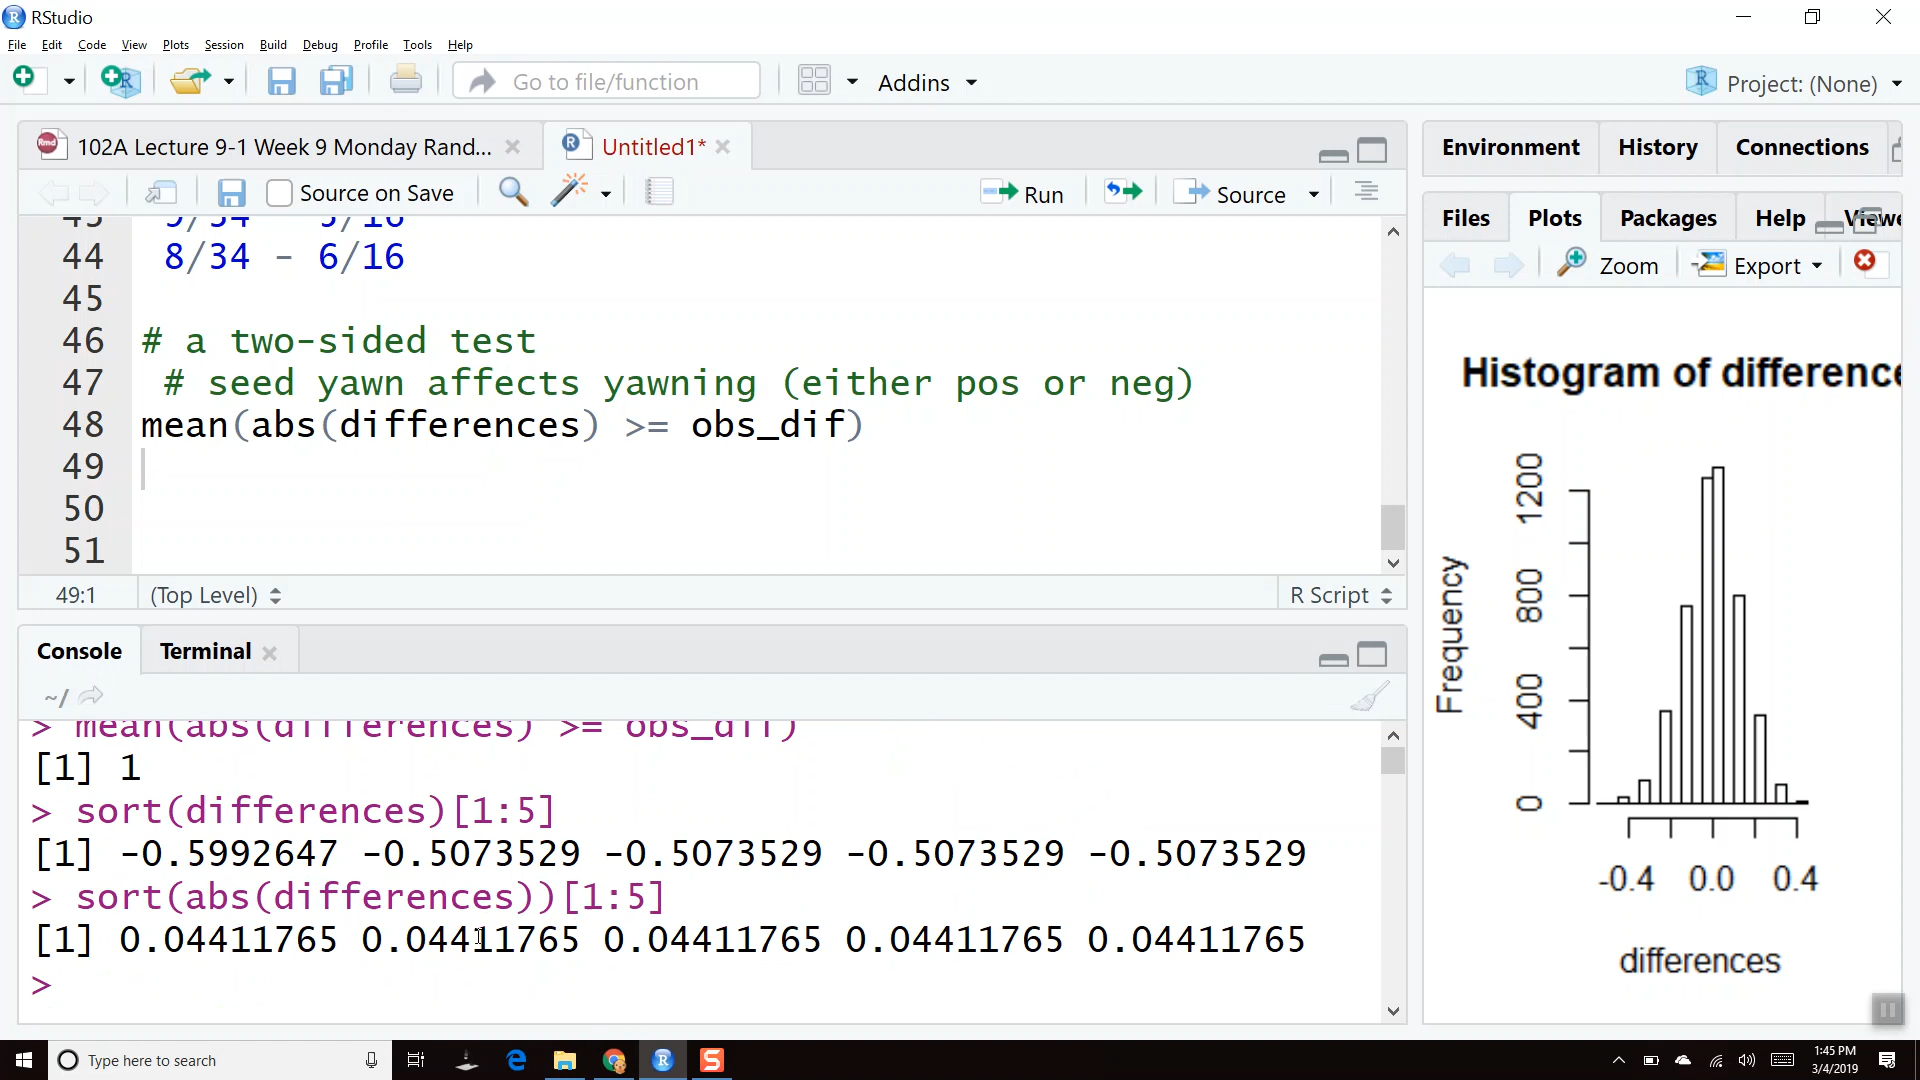 RStudio
File Edit Code View Plots Session Build Debug Profile Tools Help
Go to file/function
Addins
Project: (None)
102A Lecture 9-1 Week 9 Monday Rand...
Untitled1*
Source on Save
Run
Source
44 8/34 - 6/16
45
46 # a two-sided test
47 # seed yawn affects yawning (either pos or neg)
48 mean(abs(differences) >= obs_dif)
49
50
51
49:1 (Top Level) R Script
Console Terminal
~/
> mean(abs(differences) >= obs_dif)
[1] 1
> sort(differences)[1:5]
[1] -0.5992647 -0.5073529 -0.5073529 -0.5073529 -0.5073529
> sort(abs(differences))[1:5]
[1] 0.04411765 0.04411765 0.04411765 0.04411765 0.04411765
>
Environment History Connections
Files Plots Packages Help Viewe
Zoom Export
Histogram of difference
Frequency
1200
800
400
0
-0.4 0.0 0.4
differences
Type here to search
1:45 PM
3/4/2019